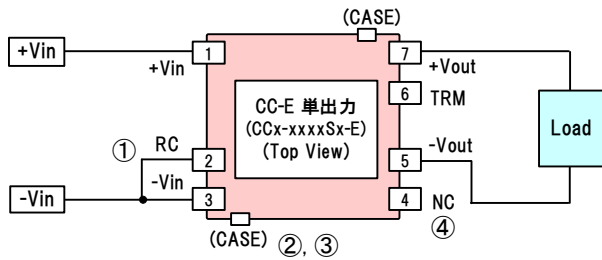 (CASE)
+Vin
1
7
+Vin
+Vout
6
TRM
CC-E 単出力
(CCx-xxxxSx-E)
(Top View)
Load
①
RC
2
5
-Vout
-Vin
-Vin
3
4
NC
(CASE)
②, ③
④